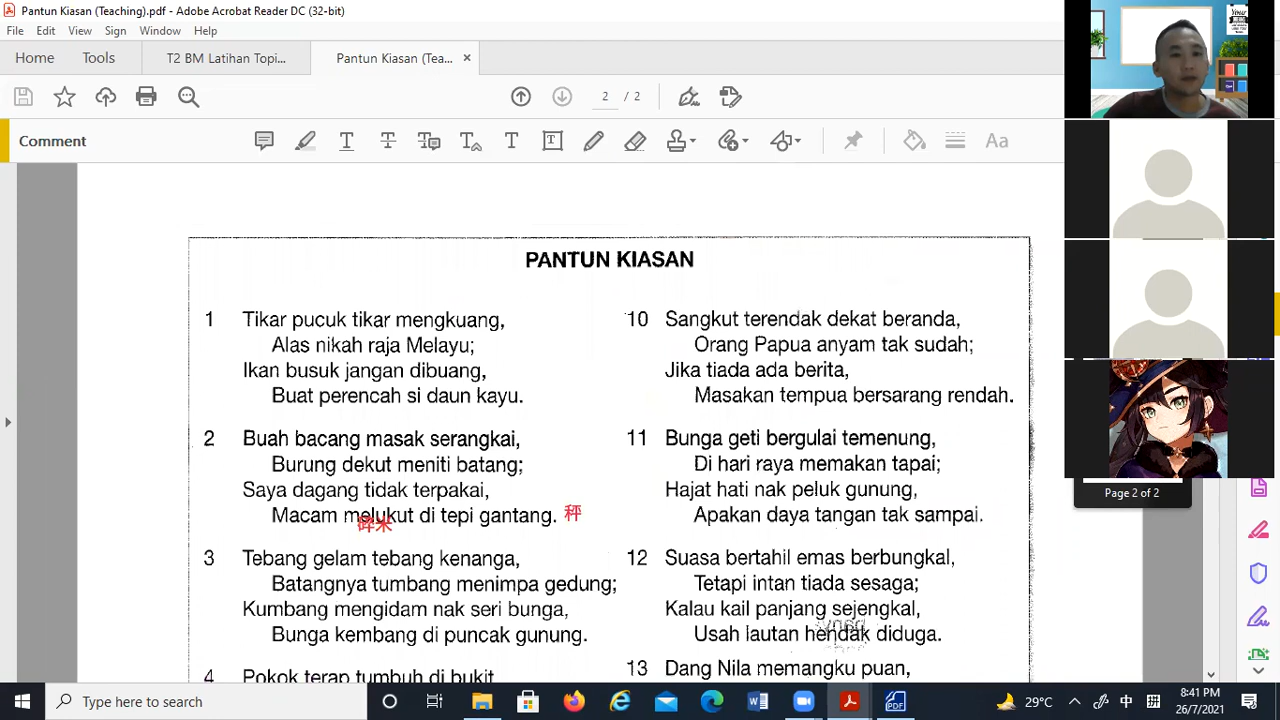 Pantun Kiasan (Teaching).pdf - Adobe Acrobat Reader DC (32-bit)
File Edit View Sign Window Help
Home Tools T2 BM Latihan Topi... Pantun Kiasan (Tea... ×
2 / 2
Comment
PANTUN KIASAN
1 Tikar pucuk tikar mengkuang,
Alas nikah raja Melayu;
Ikan busuk jangan dibuang,
Buat perencah si daun kayu.
2 Buah bacang masak serangkai,
Burung dekut meniti batang;
Saya dagang tidak terpakai,
Macam melukut di tepi gantang. 秤
碎米
3 Tebang gelam tebang kenanga,
Batangnya tumbang menimpa gedung;
Kumbang mengidam nak seri bunga,
Bunga kembang di puncak gunung.
4 Pokok terap tumbuh di bukit
10 Sangkut terendak dekat beranda,
Orang Papua anyam tak sudah;
Jika tiada ada berita,
Masakan tempua bersarang rendah.
11 Bunga geti bergulai temenung,
Di hari raya memakan tapai;
Hajat hati nak peluk gunung,
Apakan daya tangan tak sampai.
12 Suasa bertahil emas berbungkal,
Tetapi intan tiada sesaga;
Kalau kail panjang sejengkal,
Usah lautan hendak diduga.
13 Dang Nila memangku puan,
Page 2 of 2
Type here to search
29°C
中
拼
8:41 PM
26/7/2021